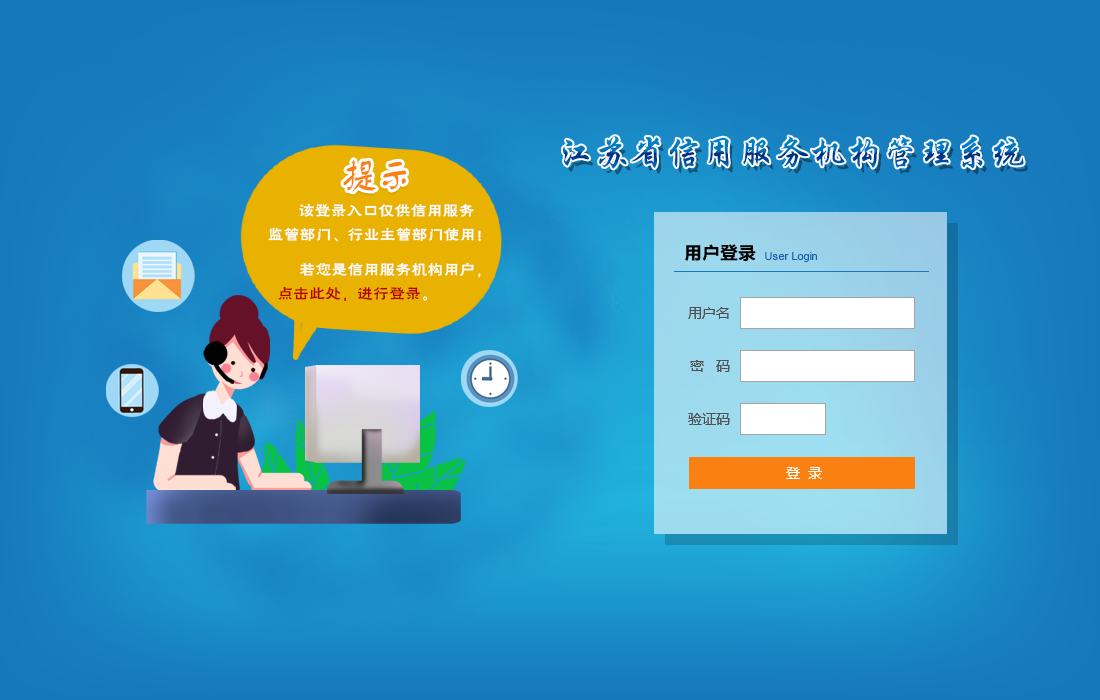 江苏省信用服务机构管理系统
提示
该登录入口仅供信用服务
监管部门、行业主管部门使用!
若您是信用服务机构用户,
点击此处,进行登录。
用户登录 User Login
用户名
密 码
验证码
登 录